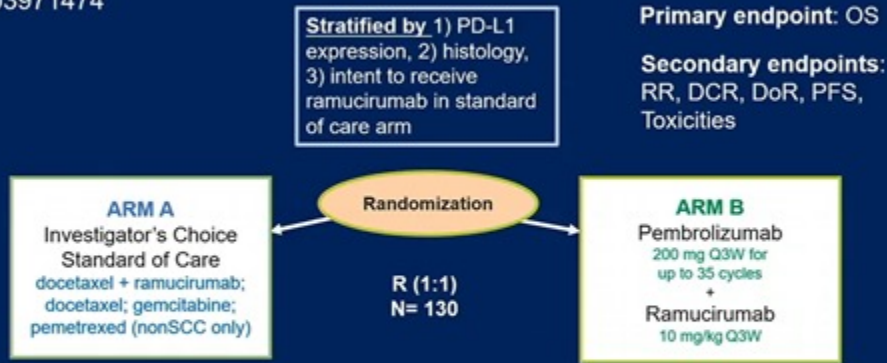 Stratified by 1) PD-L1
expression, 2) histology,
3) intent to receive
ramucirumab in standard
of care arm
Primary endpoint: OS
Secondary endpoints:
RR, DCR, DoR, PFS,
Toxicities
ARM A
Investigator's Choice
Standard of Care
docetaxel + ramucirumab;
docetaxel; gemcitabine;
pemetrexed (nonSCC only)
Randomization
R (1:1)
N= 130
ARM B
Pembrolizumab
200 mg Q3W for
up to 35 cycles
+
Ramucirumab
10 mg/kg Q3W